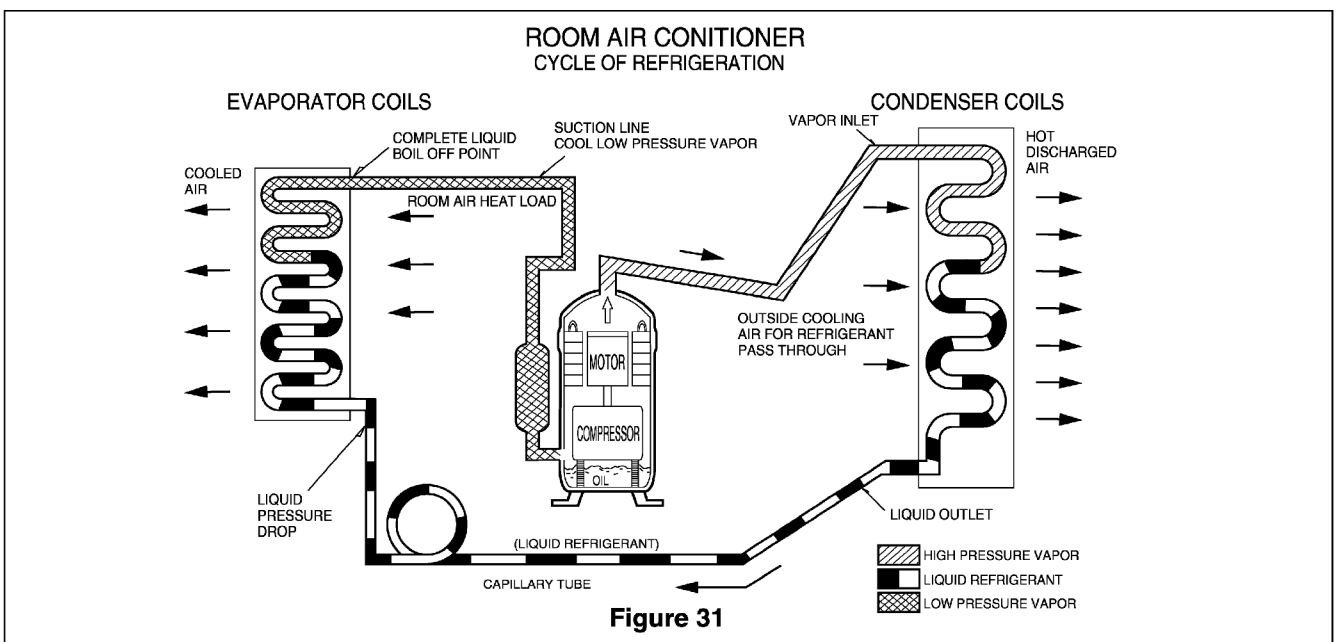 ROOM AIR CONITIONER
CYCLE OF REFRIGERATION
EVAPORATOR COILS
CONDENSER COILS
COMPLETE LIQUID
BOIL OFF POINT
SUCTION LINE
COOL LOW PRESSURE VAPOR
VAPOR INLET
HOT
DISCHARGED
AIR
COOLED
AIR
ROOM AIR HEAT LOAD
OUTSIDE COOLING
AIR FOR REFRIGERANT
PASS THROUGH
MOTOR
COMPRESSOR
OIL
LIQUID
PRESSURE
DROP
LIQUID OUTLET
(LIQUID REFRIGERANT)
CAPILLARY TUBE
HIGH PRESSURE VAPOR
LIQUID REFRIGERANT
LOW PRESSURE VAPOR
Figure 31